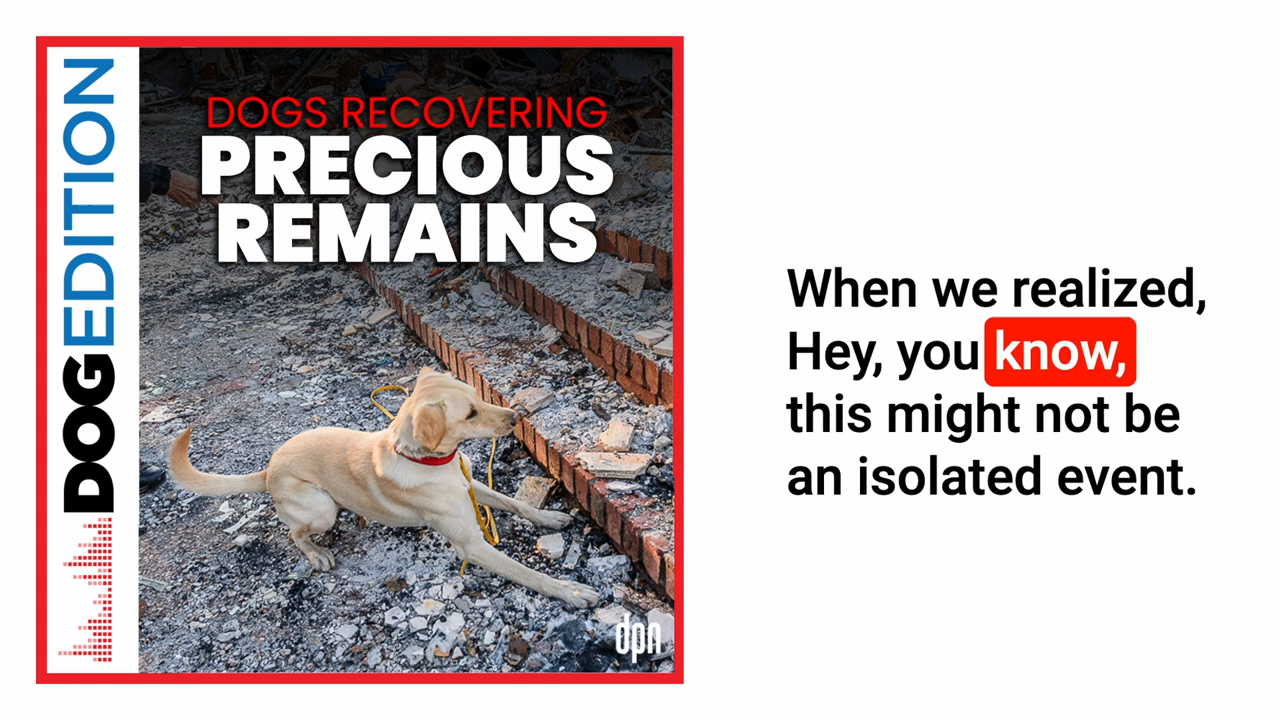 DOGEDITION
DOGS RECOVERING
PRECIOUS
REMAINS
dpn
When we realized,
Hey, you know,
this might not be
an isolated event.